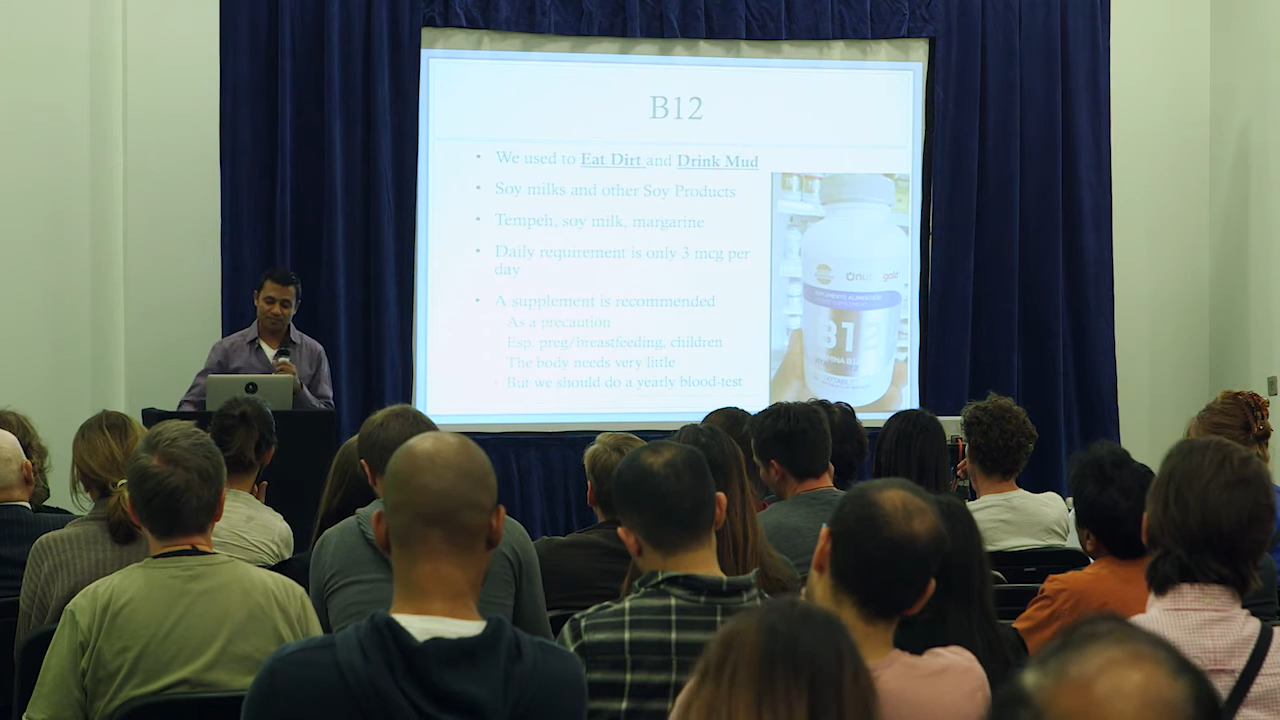 B12
• We used to Eat Dirt and Drink Mud
• Soy milks and other Soy Products
• Tempeh, soy milk, margarine
• Daily requirement is only 3 mcg per
day
• A supplement is recommended
As a precaution
Esp. preg/breastfeeding, children
The body needs very little
But we should do a yearly blood-test
SUPLEMENTO ALIMENTICIO
B12